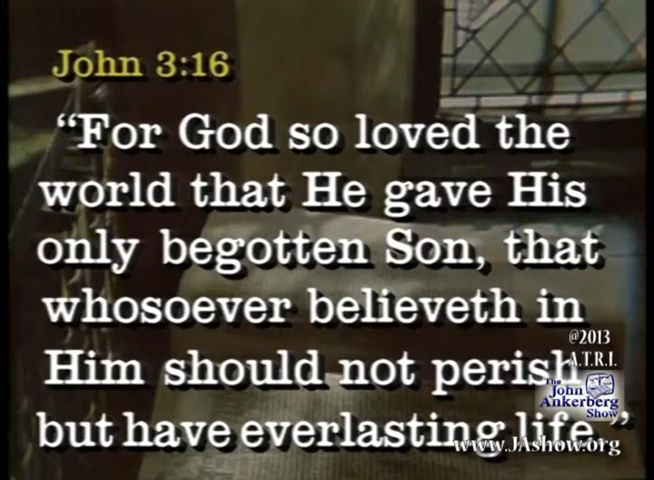 John 3:16
“For God so loved the
world that He gave His
only begotten Son, that
whosoever believeth in
Him should not perish
but have everlasting life.”
@2013
A.T.R.I.
The
John
Ankerberg
Show
www.JAshow.org